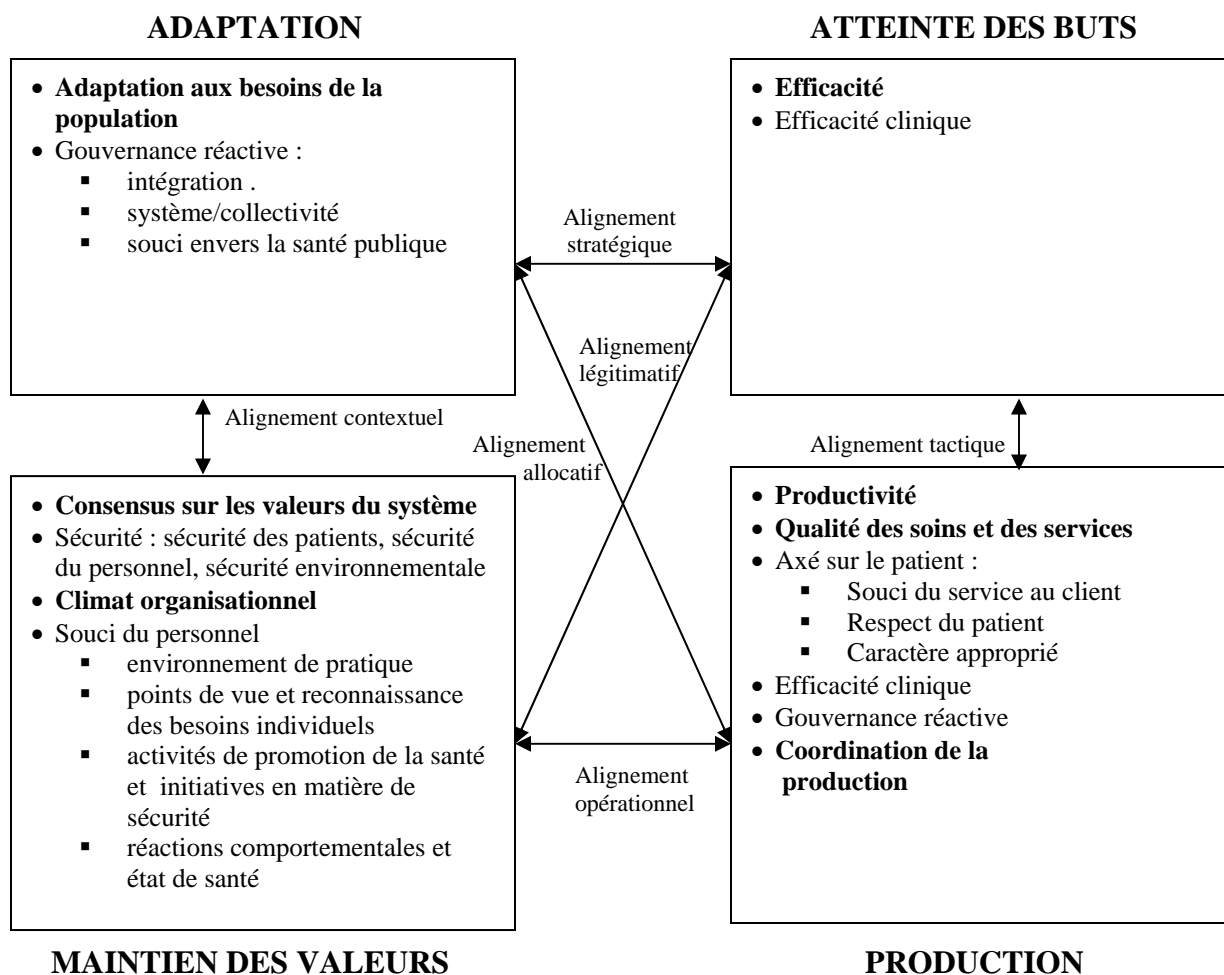 ADAPTATION
ATTEINTE DES BUTS
• Adaptation aux besoins de la
population
• Gouvernance réactive :
▪ intégration .
▪ système/collectivité
▪ souci envers la santé publique
• Efficacité
• Efficacité clinique
Alignement
stratégique
Alignement
légitimatif
Alignement contextuel
Alignement
allocatif
Alignement tactique
• Consensus sur les valeurs du système
• Sécurité : sécurité des patients, sécurité
du personnel, sécurité environnementale
• Climat organisationnel
• Souci du personnel
▪ environnement de pratique
▪ points de vue et reconnaissance
des besoins individuels
▪ activités de promotion de la santé
et initiatives en matière de
sécurité
▪ réactions comportementales et
état de santé
• Productivité
• Qualité des soins et des services
• Axé sur le patient :
▪ Souci du service au client
▪ Respect du patient
▪ Caractère approprié
• Efficacité clinique
• Gouvernance réactive
• Coordination de la
production
Alignement
opérationnel
MAINTIEN DES VALEURS
PRODUCTION